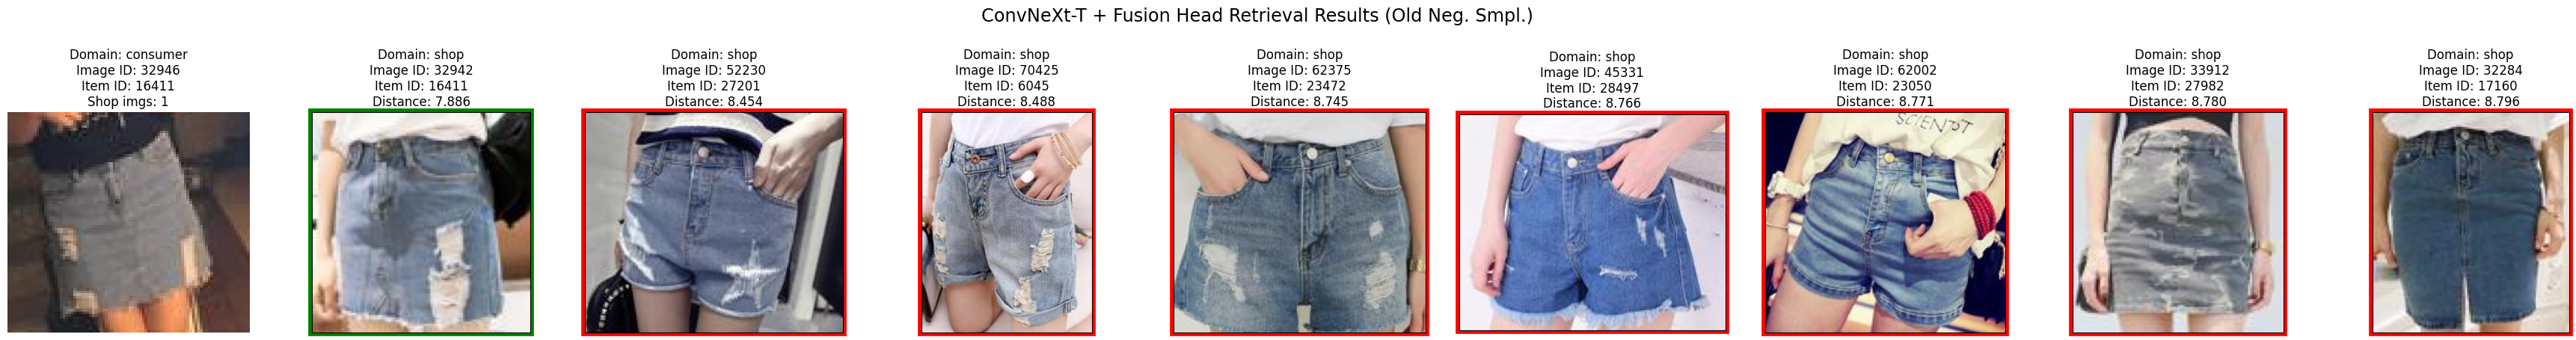 ConvNeXt-T + Fusion Head Retrieval Results (Old Neg. Smpl.)
Domain: consumer
Image ID: 32946
Item ID: 16411
Shop imgs: 1
Domain: shop
Image ID: 32942
Item ID: 16411
Distance: 7.886
Domain: shop
Image ID: 52230
Item ID: 27201
Distance: 8.454
Domain: shop
Image ID: 70425
Item ID: 6045
Distance: 8.488
Domain: shop
Image ID: 62375
Item ID: 23472
Distance: 8.745
Domain: shop
Image ID: 45331
Item ID: 28497
Distance: 8.766
Domain: shop
Image ID: 62002
Item ID: 23050
Distance: 8.771
SCIENTST
Domain: shop
Image ID: 33912
Item ID: 27982
Distance: 8.780
Domain: shop
Image ID: 32284
Item ID: 17160
Distance: 8.796